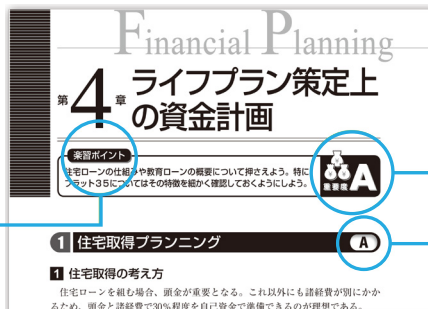 Financial Planning
第4章
ライフプラン策定上
の資金計画
楽習ポイント
住宅ローンの仕組みや教育ローンの概要について押さえよう。特に
フラット35についてはその特徴を細かく確認しておくようにしよう。
重要度 A
1 住宅取得プランニング A
1 住宅取得の考え方
住宅ローンを組む場合、頭金が重要となる。これ以外にも諸経費が別にかか
るため、頭金と諸経費で30%程度を自己資金で準備できるのが理想である。